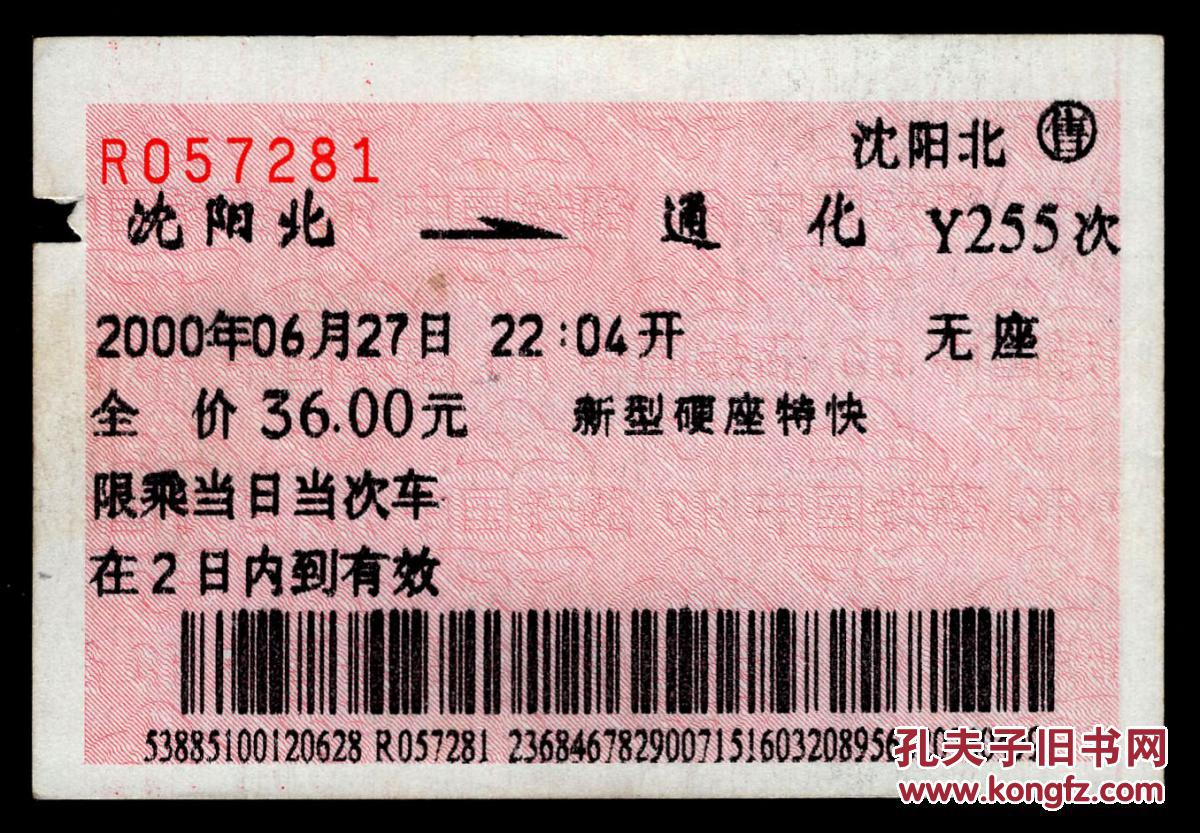 沈阳北 售
R057281
沈阳北 通化 Y255次
2000年06月27日 22:04开 无座
全 价 36.00元 新型硬座特快
限乘当日当次车
在2日内到有效
53885100120628 R057281 2368467829007151603208956
孔夫子旧书网
www.kongfz.com